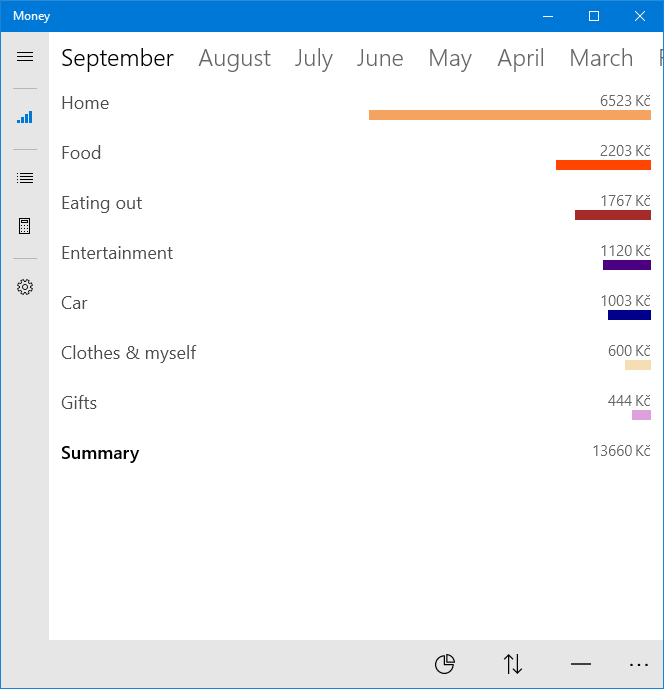 Money
September August July June May April March
Home 6523 Kč
Food 2203 Kč
Eating out 1767 Kč
Entertainment 1120 Kč
Car 1003 Kč
Clothes & myself 600 Kč
Gifts 444 Kč
Summary 13660 Kč